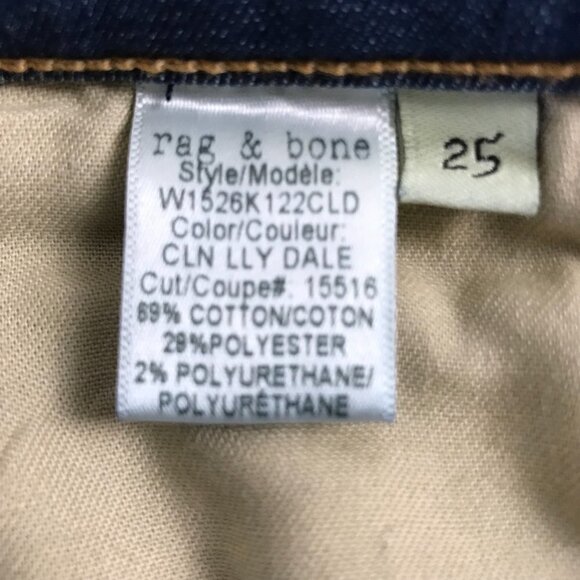 rag & bone
Style/Modèle:
W1526K122CLD
Color/Couleur:
CLN LLY DALE
Cut/Coupe#. 15516
69% COTTON/COTON
29%POLYESTER
2% POLYURETHANE/
POLYURÉTHANE
25